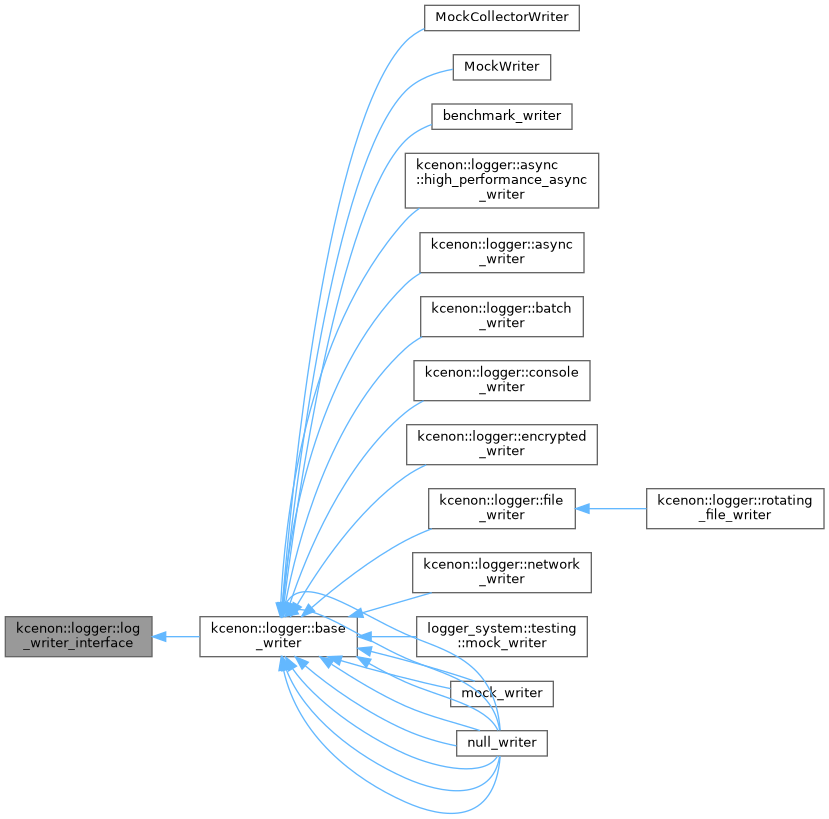 MockCollectorWriter
MockWriter
benchmark_writer
kcenon::logger::async
::high_performance_async
_writer
kcenon::logger::async
_writer
kcenon::logger::batch
_writer
kcenon::logger::console
_writer
kcenon::logger::encrypted
_writer
kcenon::logger::file
_writer
kcenon::logger::rotating
_file_writer
kcenon::logger::network
_writer
kcenon::logger::log
_writer_interface
kcenon::logger::base
_writer
logger_system::testing
::mock_writer
mock_writer
null_writer